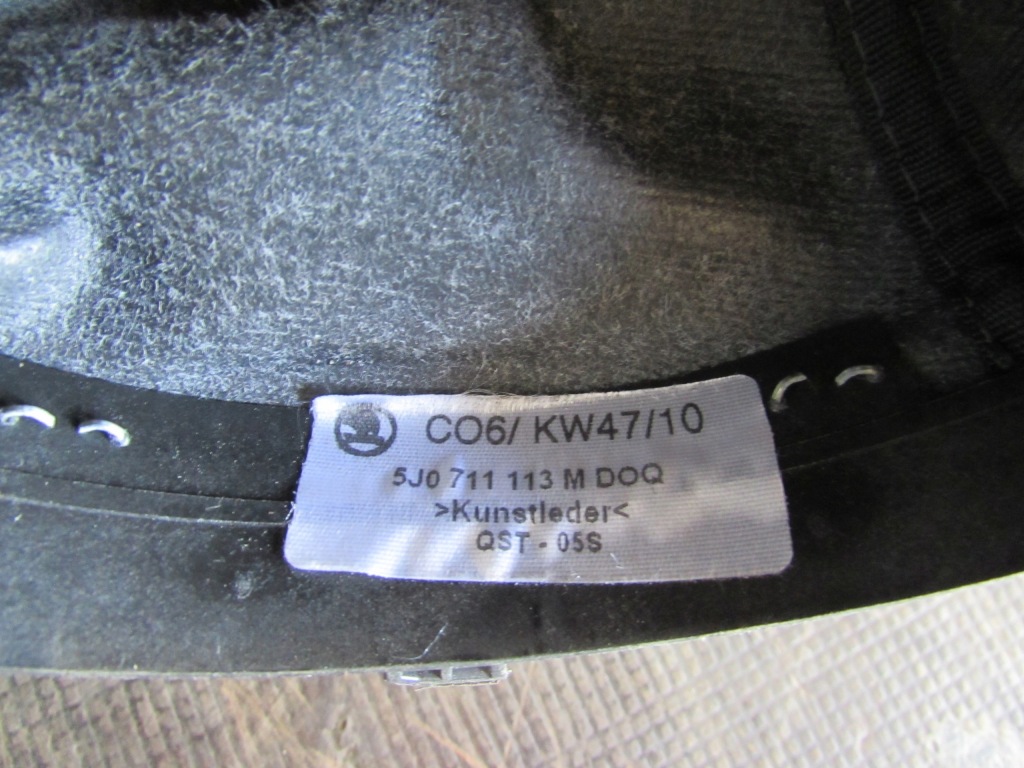 CO6/ KW47/10
5J0 711 113 M DOQ
>Kunstleder<
QST - 05S